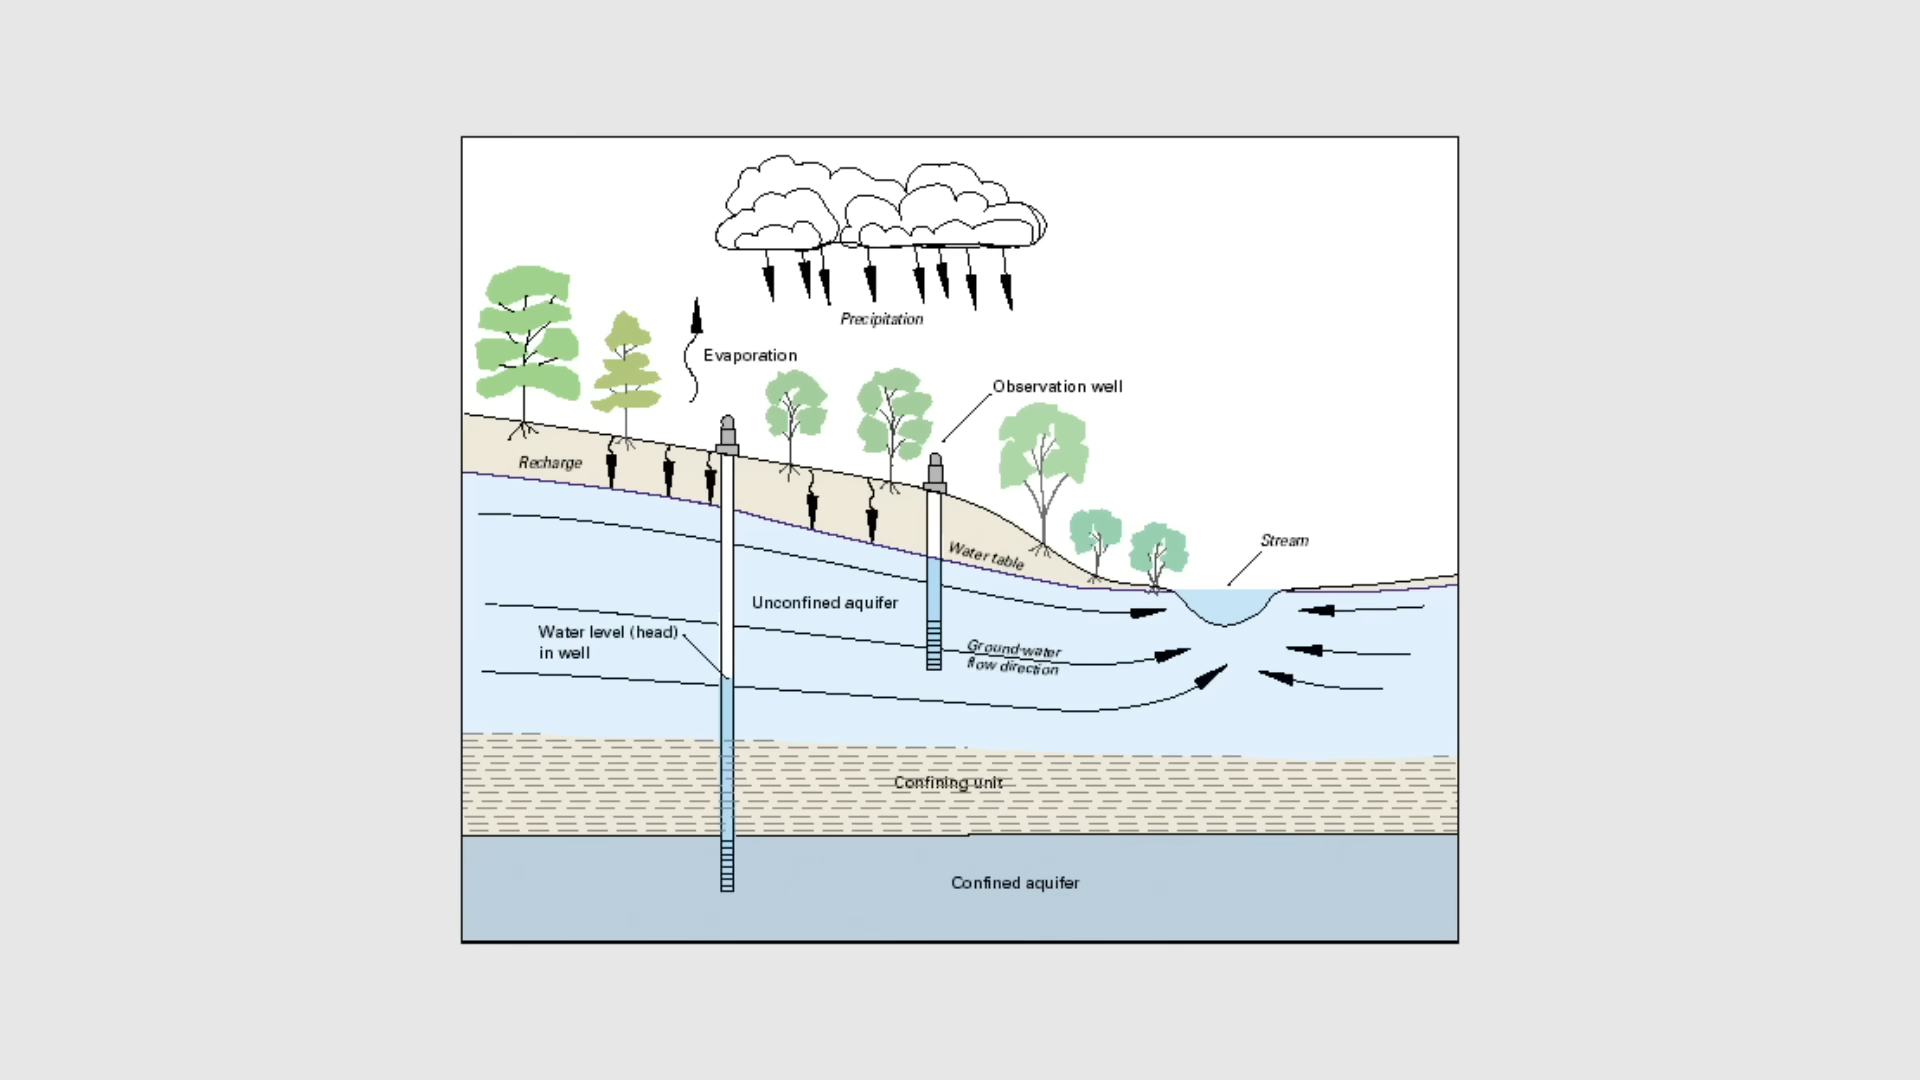 Precipitation
Evaporation
Observation well
Recharge
Water table
Stream
Unconfined aquifer
Water level (head)
in well
Ground-water
flow direction
Confining unit
Confined aquifer